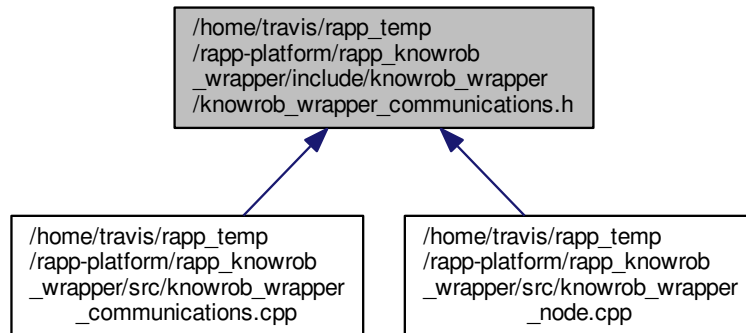 /home/travis/rapp_temp
/rapp-platform/rapp_knowrob
_wrapper/include/knowrob_wrapper
/knowrob_wrapper_communications.h
/home/travis/rapp_temp
/rapp-platform/rapp_knowrob
_wrapper/src/knowrob_wrapper
_communications.cpp
/home/travis/rapp_temp
/rapp-platform/rapp_knowrob
_wrapper/src/knowrob_wrapper
_node.cpp